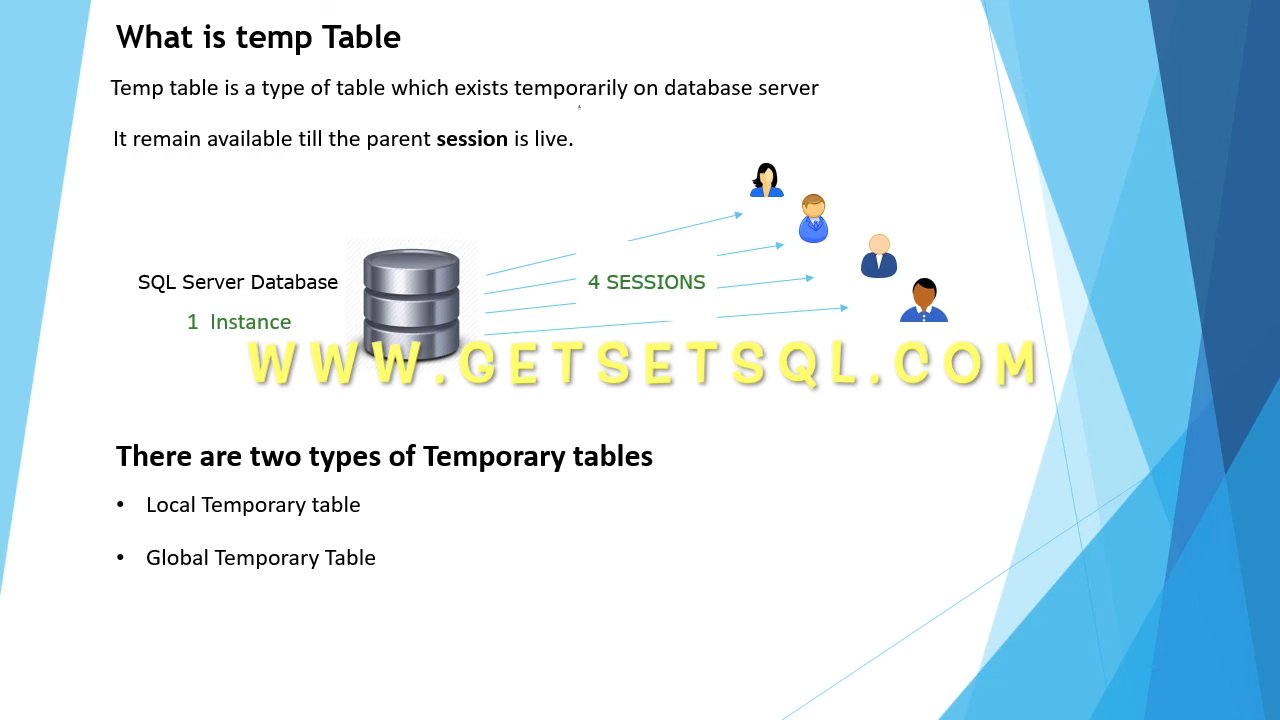 What is temp Table
Temp table is a type of table which exists temporarily on database server
It remain available till the parent session is live.
SQL Server Database
4 SESSIONS
1 Instance
WWW.GETSETSQL.COM
There are two types of Temporary tables
• Local Temporary table
• Global Temporary Table